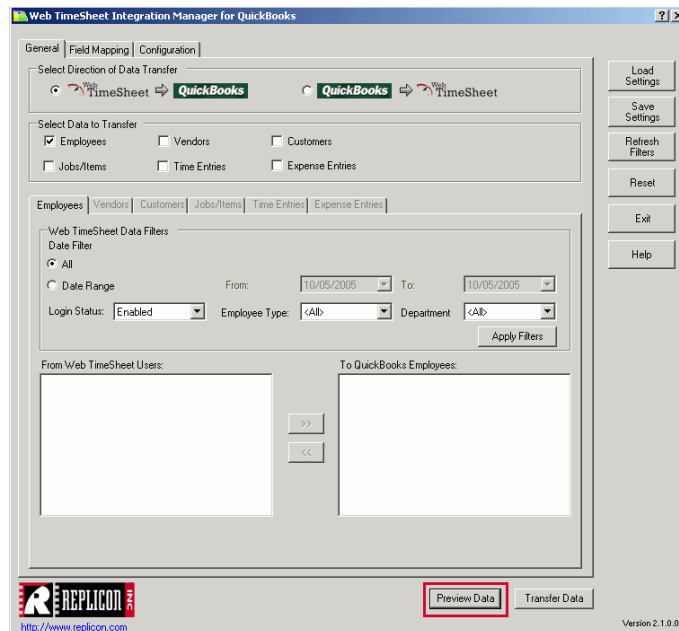 Web TimeSheet Integration Manager for QuickBooks
General Field Mapping Configuration
Select Direction of Data Transfer
Web TimeSheet QuickBooks QuickBooks Web TimeSheet
Select Data to Transfer
Employees Vendors Customers
Jobs/Items Time Entries Expense Entries
Employees Vendors Customers Jobs/Items Time Entries Expense Entries
Web TimeSheet Data Filters
Date Filter
All
Date Range From: 10/05/2005 To: 10/05/2005
Login Status: Enabled Employee Type: <All> Department <All>
Apply Filters
From Web TimeSheet Users: To QuickBooks Employees:
>>
<<
Load
Settings
Save
Settings
Refresh
Filters
Reset
Exit
Help
REPLICON INC
Preview Data Transfer Data
http://www.replicon.com
Version 2.1.0.0